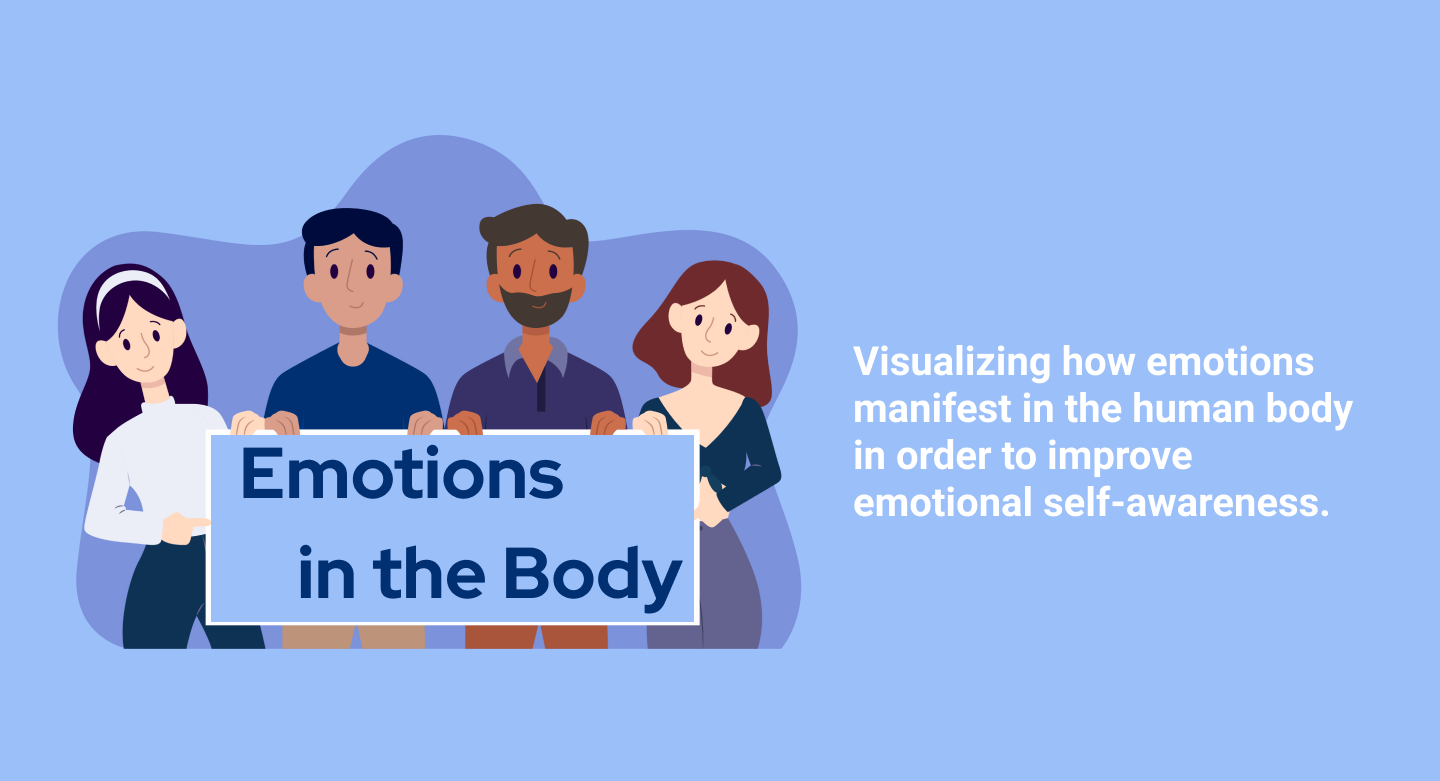 Emotions
in the Body
Visualizing how emotions
manifest in the human body
in order to improve
emotional self-awareness.